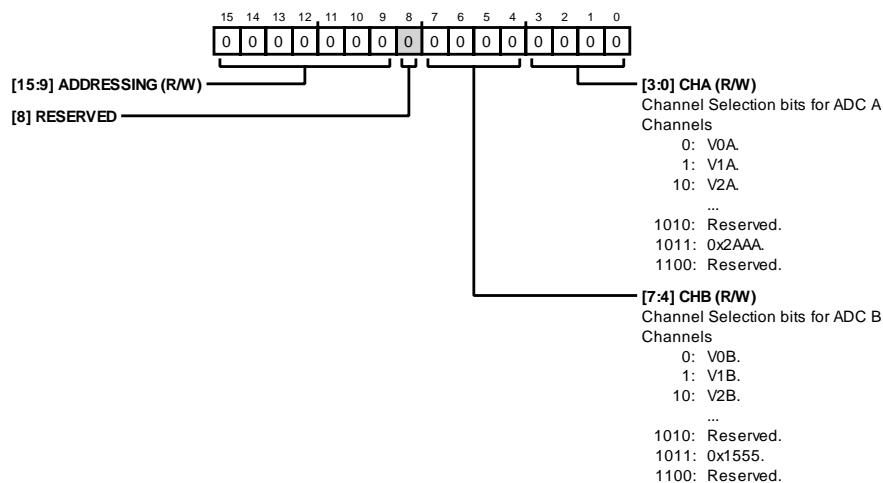 15 14 13 12 11 10 9 8 7 6 5 4 3 2 1 0
0 0 0 0 0 0 0 0 0 0 0 0 0 0 0 0
[15:9] ADDRESSING (R/W)
[8] RESERVED
[3:0] CHA (R/W)
Channel Selection bits for ADC A
Channels
0: V0A.
1: V1A.
10: V2A.
...
1010: Reserved.
1011: 0x2AAA.
1100: Reserved.
[7:4] CHB (R/W)
Channel Selection bits for ADC B
Channels
0: V0B.
1: V1B.
10: V2B.
...
1010: Reserved.
1011: 0x1555.
1100: Reserved.